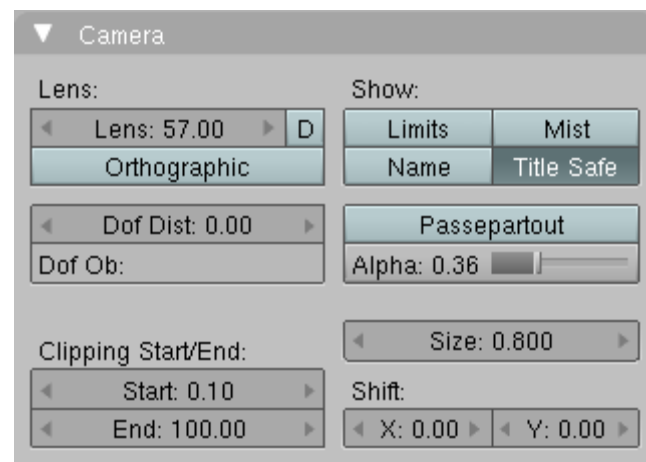 Camera
Lens:
Lens: 57.00 D
Orthographic
Dof Dist: 0.00
Dof Ob:
Clipping Start/End:
Start: 0.10
End: 100.00
Show:
Limits Mist
Name Title Safe
Passepartout
Alpha: 0.36
Size: 0.800
Shift:
X: 0.00 Y: 0.00